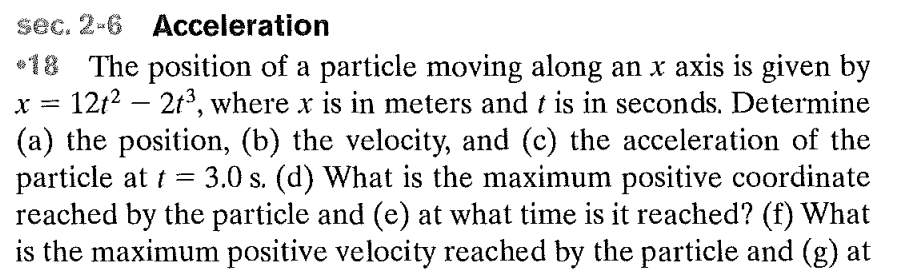 sec. 2-6 Acceleration
•18 The position of a particle moving along an x axis is given by
x = 12t² − 2t³, where x is in meters and t is in seconds. Determine
(a) the position, (b) the velocity, and (c) the acceleration of the
particle at t = 3.0 s. (d) What is the maximum positive coordinate
reached by the particle and (e) at what time is it reached? (f) What
is the maximum positive velocity reached by the particle and (g) at